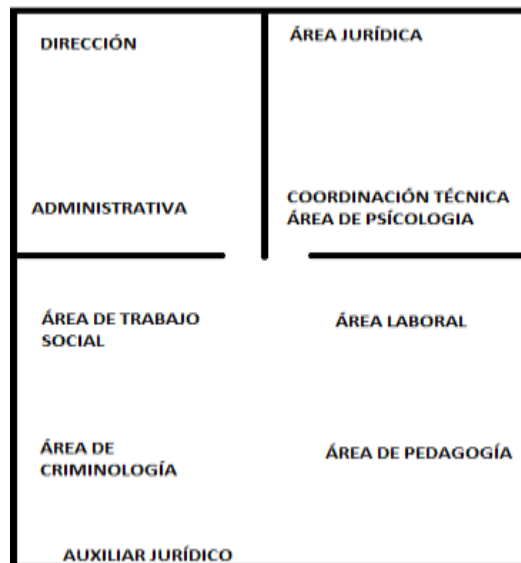 DIRECCIÓN
ÁREA JURÍDICA
ADMINISTRATIVA
COORDINACIÓN TÉCNICA
ÁREA DE PSÍCOLOGIA
ÁREA DE TRABAJO
SOCIAL
ÁREA LABORAL
ÁREA DE
CRIMINOLOGÍA
ÁREA DE PEDAGOGÍA
AUXILIAR JURÍDICO